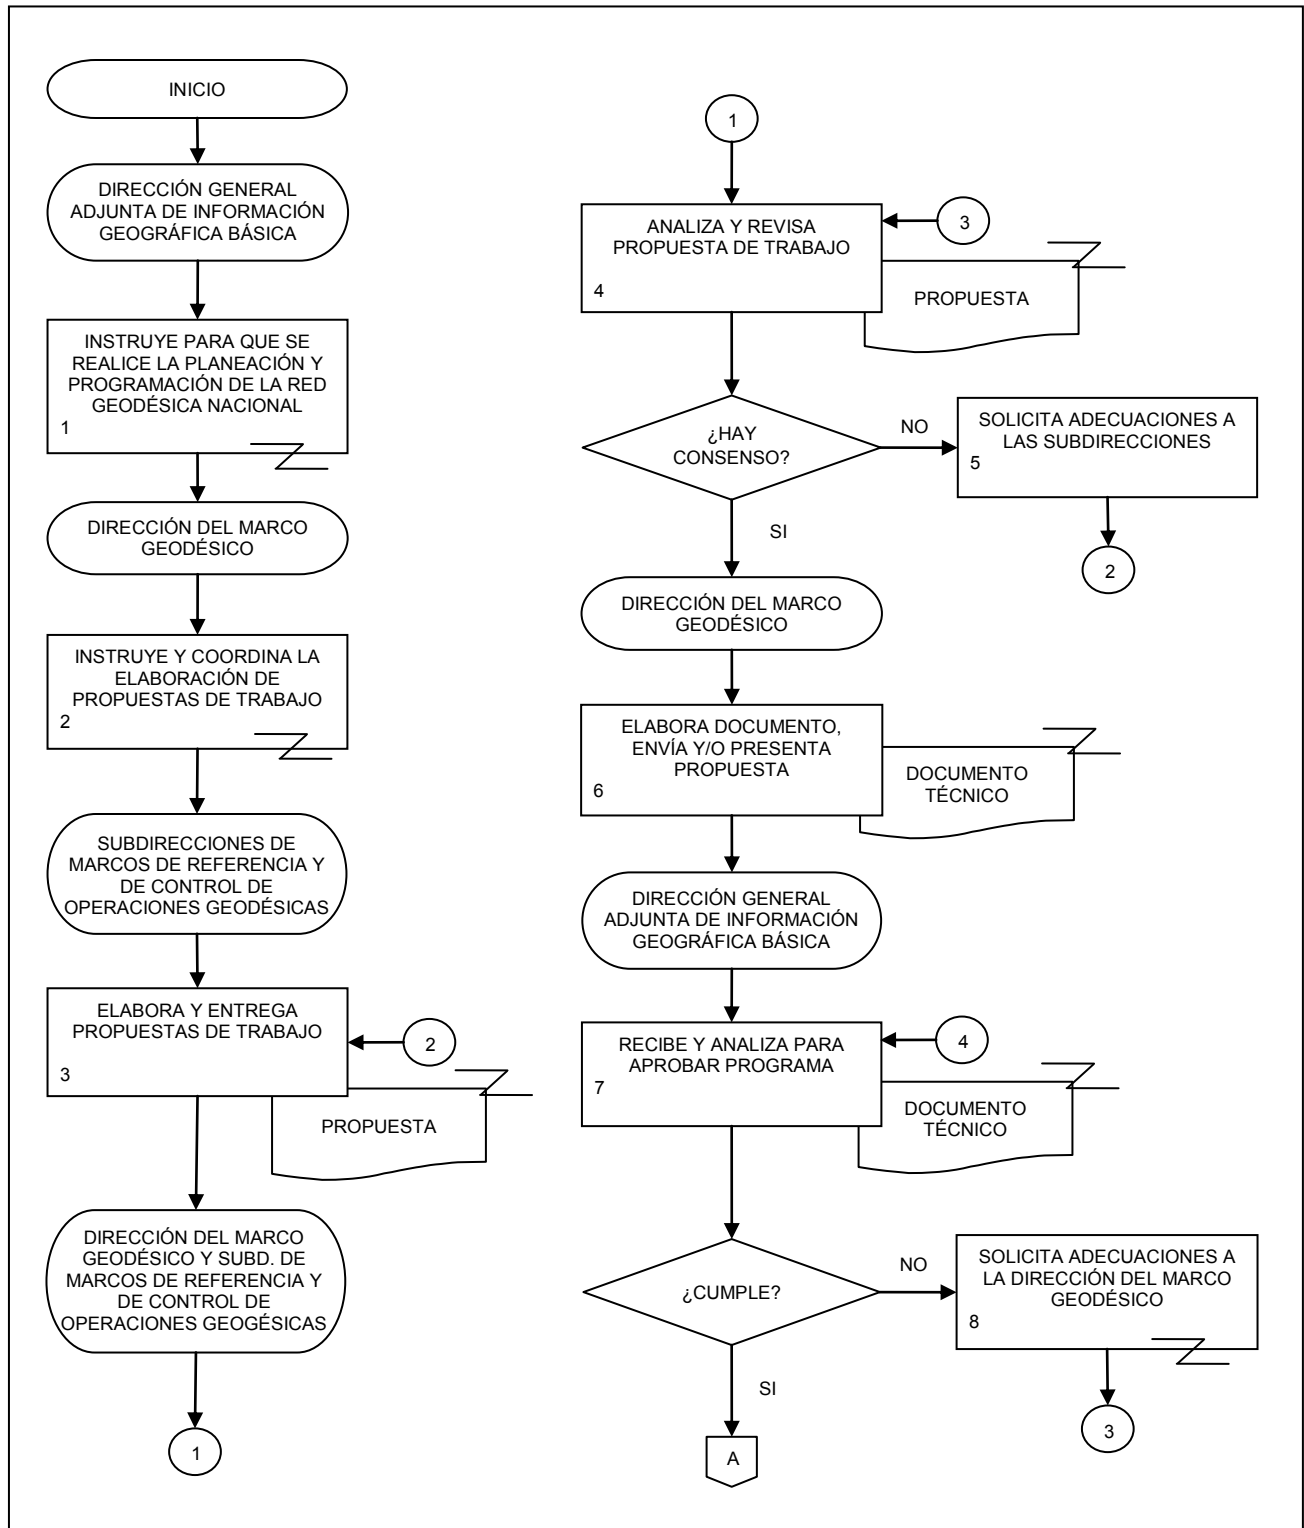 INICIO
DIRECCIÓN GENERAL
ADJUNTA DE INFORMACIÓN
GEOGRÁFICA BÁSICA
INSTRUYE PARA QUE SE
REALICE LA PLANEACIÓN Y
PROGRAMACIÓN DE LA RED
GEODÉSICA NACIONAL
1
DIRECCIÓN DEL MARCO
GEODÉSICO
INSTRUYE Y COORDINA LA
ELABORACIÓN DE
PROPUESTAS DE TRABAJO
2
SUBDIRECCIONES DE
MARCOS DE REFERENCIA Y
DE CONTROL DE
OPERACIONES GEODÉSICAS
ELABORA Y ENTREGA
PROPUESTAS DE TRABAJO
3
2
PROPUESTA
DIRECCIÓN DEL MARCO
GEODÉSICO Y SUBD. DE
MARCOS DE REFERENCIA Y
DE CONTROL DE
OPERACIONES GEOGÉSICAS
1
1
ANALIZA Y REVISA
PROPUESTA DE TRABAJO
4
3
PROPUESTA
¿HAY
CONSENSO?
NO
SOLICITA ADECUACIONES A
LAS SUBDIRECCIONES
5
2
SI
DIRECCIÓN DEL MARCO
GEODÉSICO
ELABORA DOCUMENTO,
ENVÍA Y/O PRESENTA
PROPUESTA
6
DOCUMENTO
TÉCNICO
DIRECCIÓN GENERAL
ADJUNTA DE INFORMACIÓN
GEOGRÁFICA BÁSICA
RECIBE Y ANALIZA PARA
APROBAR PROGRAMA
7
4
DOCUMENTO
TÉCNICO
¿CUMPLE?
NO
SOLICITA ADECUACIONES A
LA DIRECCIÓN DEL MARCO
GEODÉSICO
8
3
SI
A